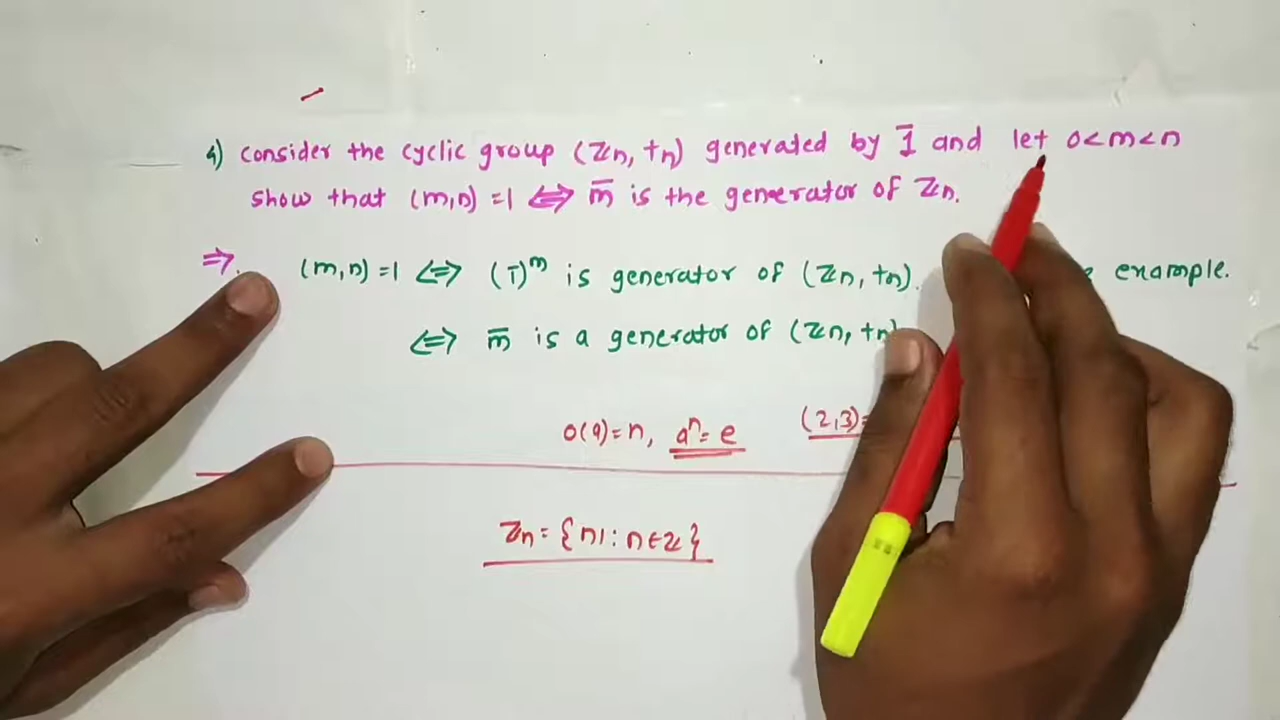 4) Consider the cyclic group (Zn, +n) generated by 1̄ and let 0<m<n
show that (m,n) =1 ⇔ m̄ is the generator of Zn.
⇒. (m,n)=1 ⇔ (1̄)^m is generator of (Zn, +n). example.
⇔ m̄ is a generator of (Zn, +n)
O(a)=n, a^n= e (2,3)=
Zn= {n1: n∈Z}